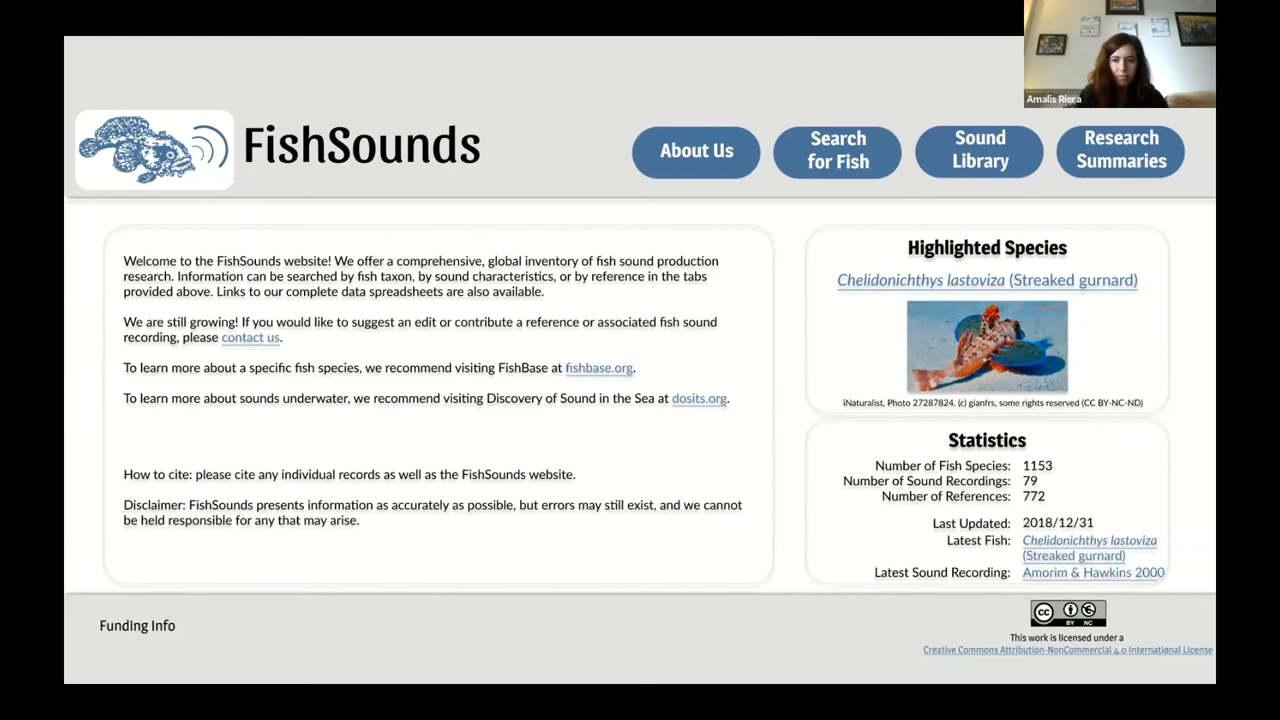 Amalis Riera
FishSounds
About Us
Search
for Fish
Sound
Library
Research
Summaries
Welcome to the FishSounds website! We offer a comprehensive, global inventory of fish sound production
research. Information can be searched by fish taxon, by sound characteristics, or by reference in the tabs
provided above. Links to our complete data spreadsheets are also available.
We are still growing! If you would like to suggest an edit or contribute a reference or associated fish sound
recording, please contact us.
To learn more about a specific fish species, we recommend visiting FishBase at fishbase.org.
To learn more about sounds underwater, we recommend visiting Discovery of Sound in the Sea at dosits.org.
How to cite: please cite any individual records as well as the FishSounds website.
Disclaimer: FishSounds presents information as accurately as possible, but errors may still exist, and we cannot
be held responsible for any that may arise.
Highlighted Species
Chelidonichthys lastoviza (Streaked gurnard)
iNaturalist, Photo 27287824, (c) gianfrs, some rights reserved (CC BY-NC-ND)
Statistics
Number of Fish Species: 1153
Number of Sound Recordings: 79
Number of References: 772
Last Updated: 2018/12/31
Latest Fish: Chelidonichthys lastoviza
(Streaked gurnard)
Latest Sound Recording: Amorim & Hawkins 2000
Funding Info
CC BY NC
This work is licensed under a
Creative Commons Attribution-NonCommercial 4.0 International License